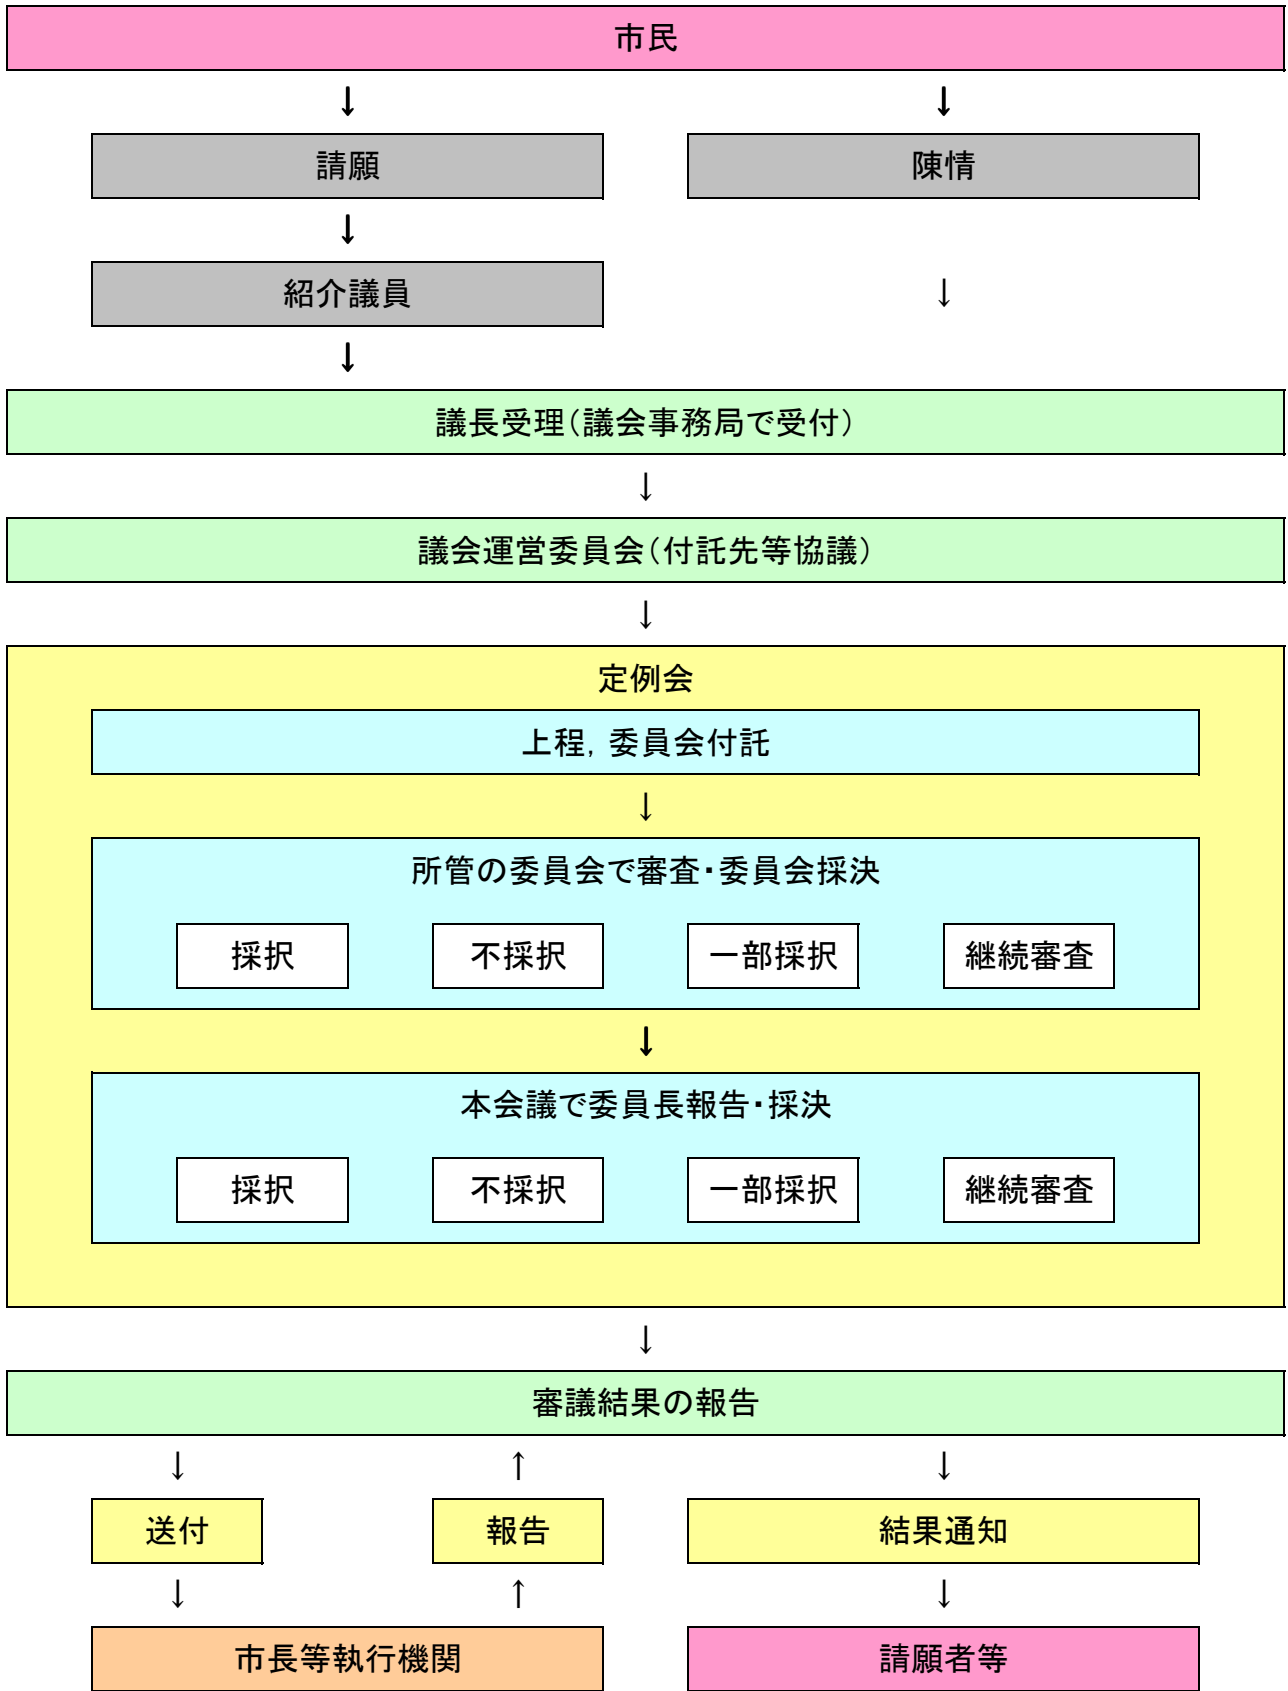 市民
↓ ↓
請願 陳情
↓
紹介議員 ↓
↓
議長受理（議会事務局で受付）
↓
議会運営委員会（付託先等協議）
↓
定例会
上程，委員会付託
↓
所管の委員会で審査・委員会採決
採択 不採択 一部採択 継続審査
↓
本会議で委員長報告・採決
採択 不採択 一部採択 継続審査
↓
審議結果の報告
↓ ↑ ↓
送付 報告 結果通知
↓ ↑ ↓
市長等執行機関 請願者等